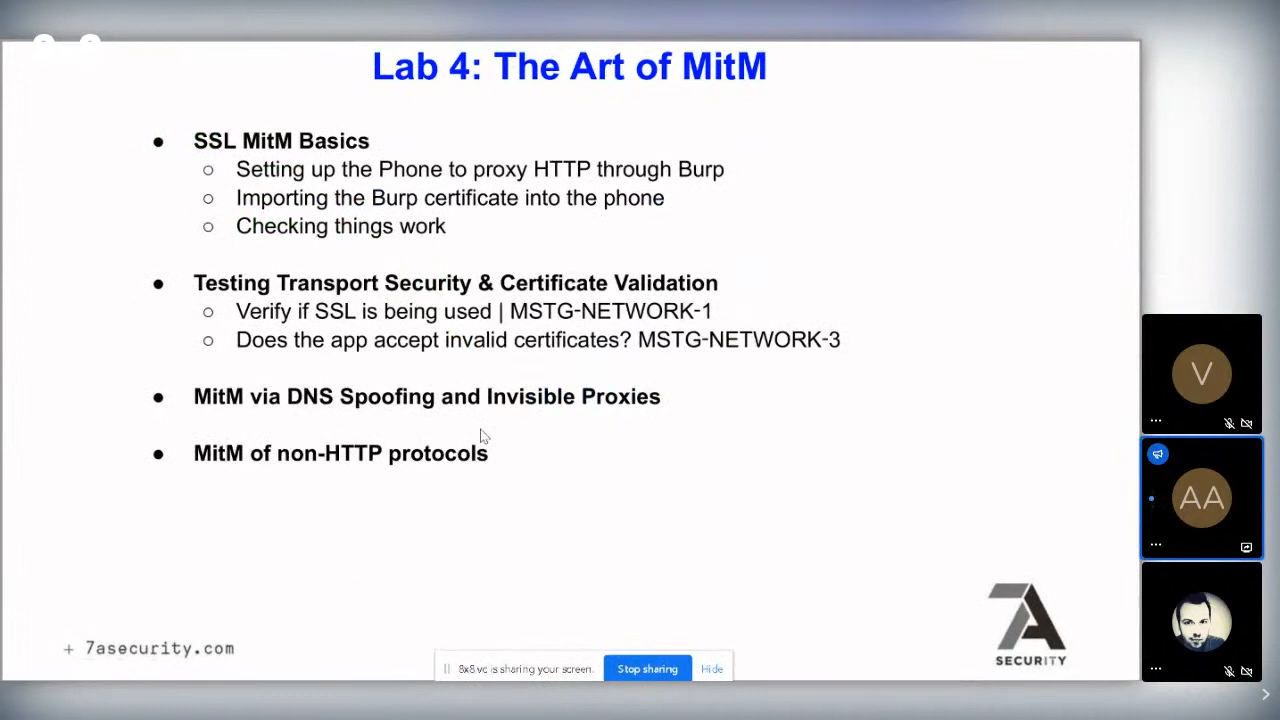 Lab 4: The Art of MitM
● SSL MitM Basics
○ Setting up the Phone to proxy HTTP through Burp
○ Importing the Burp certificate into the phone
○ Checking things work
● Testing Transport Security & Certificate Validation
○ Verify if SSL is being used | MSTG-NETWORK-1
○ Does the app accept invalid certificates? MSTG-NETWORK-3
● MitM via DNS Spoofing and Invisible Proxies
● MitM of non-HTTP protocols
V
AA
+ 7asecurity.com
7A
SECURITY
8x8.vc is sharing your screen.
Stop sharing
Hide